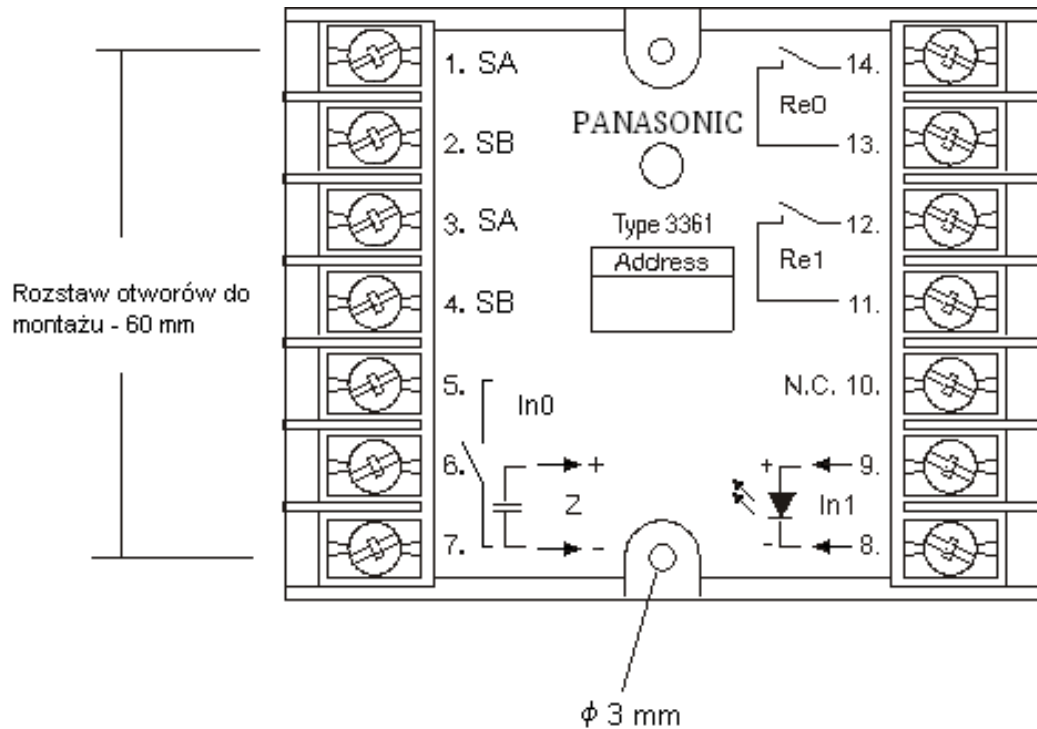 1. SA
2. SB
3. SA
4. SB
5.
In0
6.
+
Z
7.
-
PANASONIC
Type 3361
Address
14.
Re0
13.
12.
Re1
11.
N.C. 10.
+
9.
In1
-
8.
Rozstaw otworów do
montażu - 60 mm
ϕ 3 mm